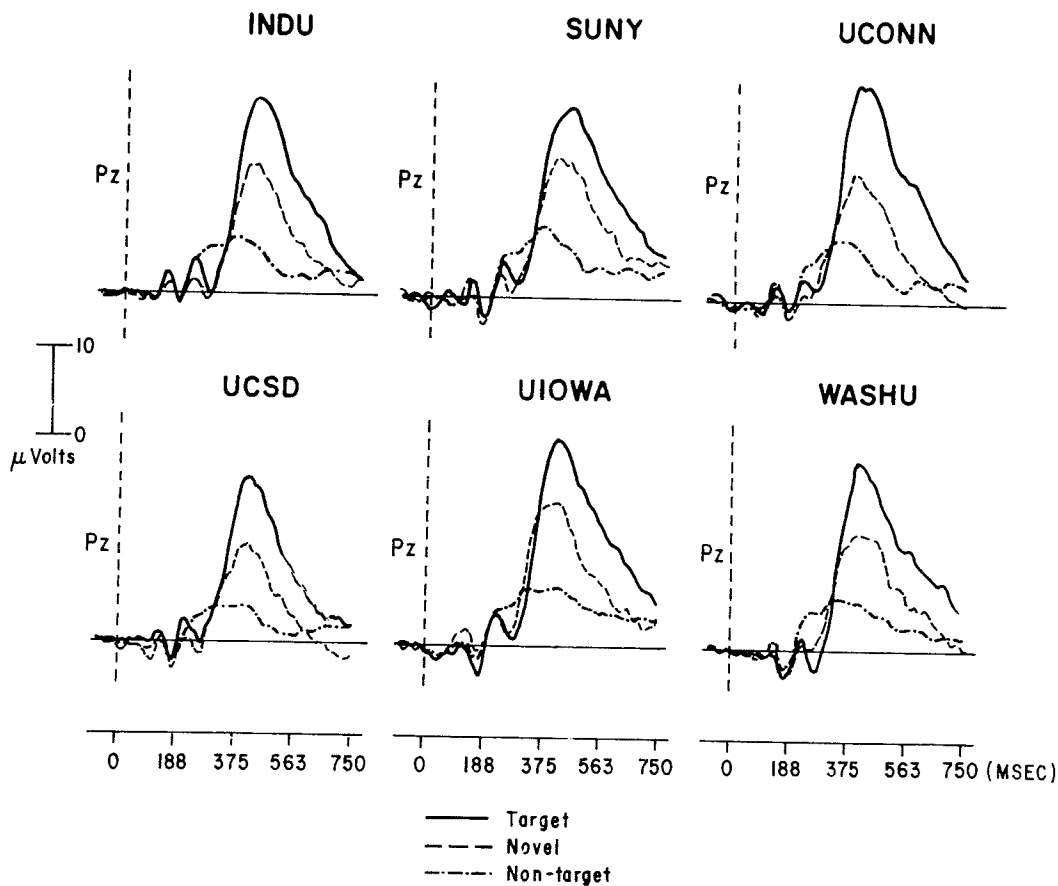 INDU SUNY UCONN
Pz Pz Pz
10
0
μ Volts
UCSD UIOWA WASHU
Pz Pz Pz
0 188 375 563 750 0 188 375 563 750 0 188 375 563 750 (MSEC)
Target
Novel
Non-target